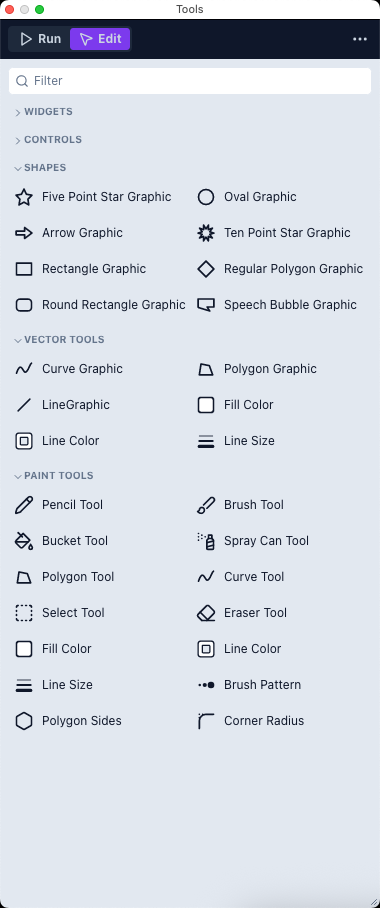 Tools
Run Edit
Filter
WIDGETS
CONTROLS
SHAPES
Five Point Star Graphic Oval Graphic
Arrow Graphic Ten Point Star Graphic
Rectangle Graphic Regular Polygon Graphic
Round Rectangle Graphic Speech Bubble Graphic
VECTOR TOOLS
Curve Graphic Polygon Graphic
LineGraphic Fill Color
Line Color Line Size
PAINT TOOLS
Pencil Tool Brush Tool
Bucket Tool Spray Can Tool
Polygon Tool Curve Tool
Select Tool Eraser Tool
Fill Color Line Color
Line Size Brush Pattern
Polygon Sides Corner Radius